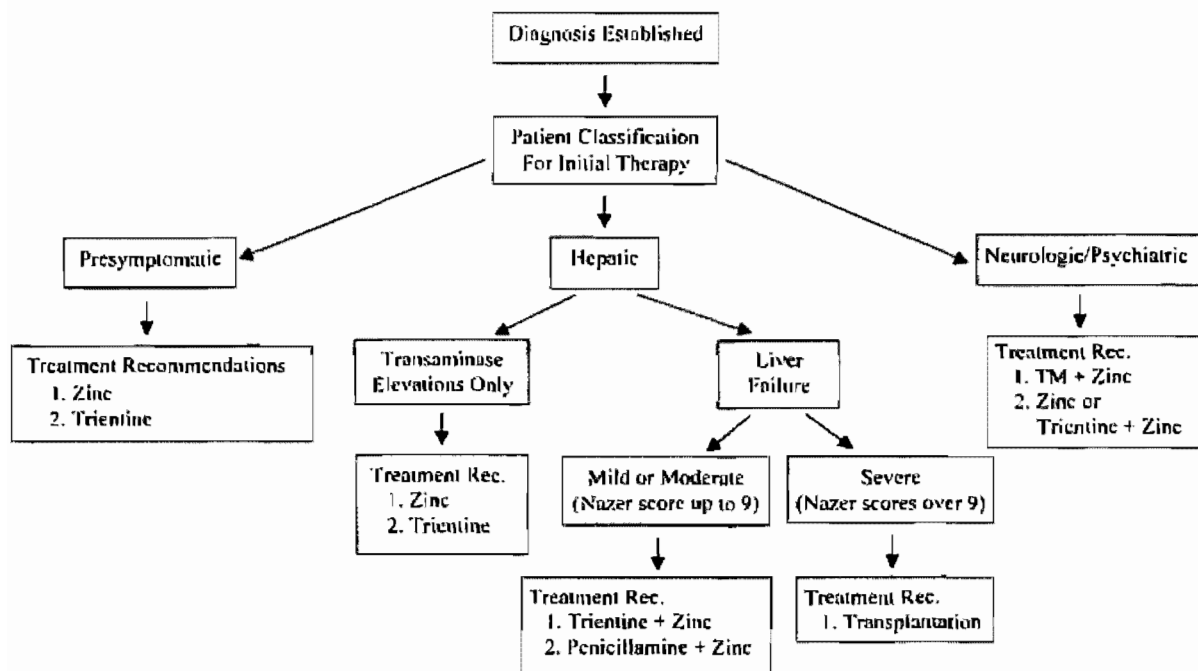 Diagnosis Established
Patient Classification
For Initial Therapy
Presymptomatic
Hepatic
Neurologic/Psychiatric
Treatment Recommendations
1. Zinc
2. Trientine
Transaminase
Elevations Only
Liver
Failure
Treatment Rec.
1. TM + Zinc
2. Zinc or
Trientine + Zinc
Treatment Rec.
1. Zinc
2. Trientine
Mild or Moderate
(Nazer score up to 9)
Severe
(Nazer scores over 9)
Treatment Rec.
1. Trientine + Zinc
2. Penicillamine + Zinc
Treatment Rec.
1. Transplantation